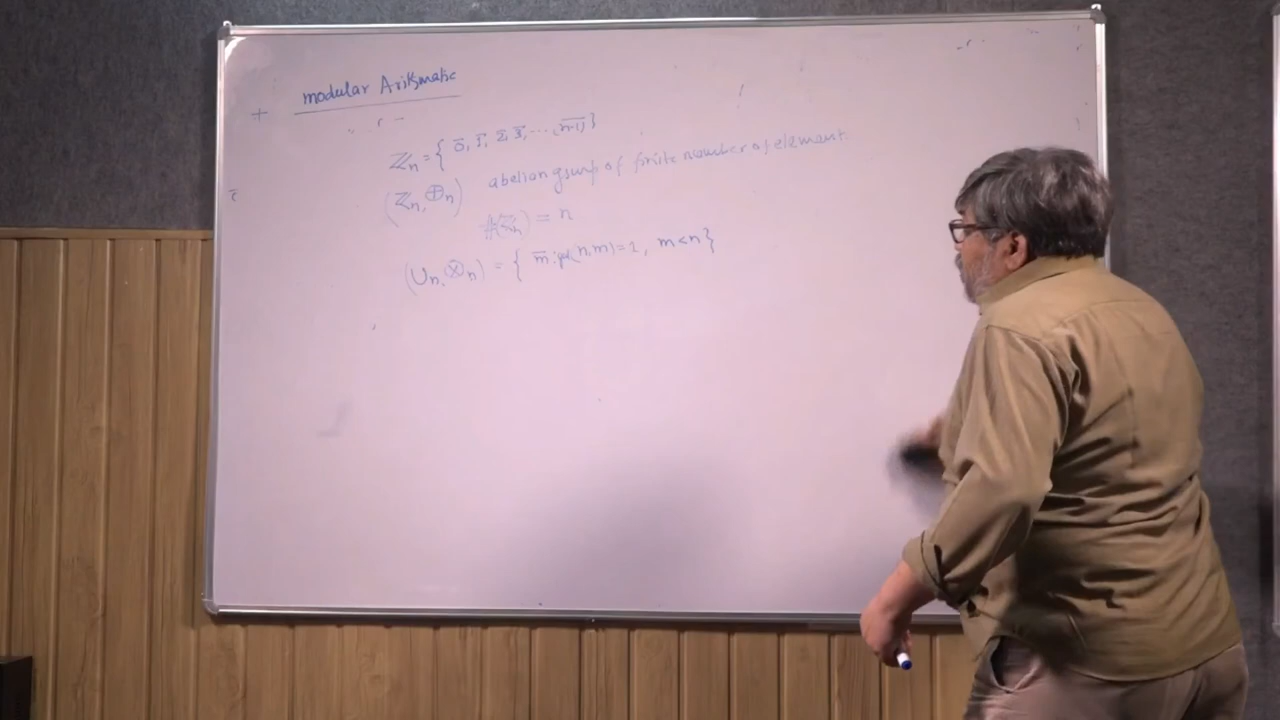 modular Arithmatic
ℤn = { 0̅, 1̅, 2̅, 3̅, ... (n-1)̅ }
(ℤn, ⊕n) abelian group of finite number of element
#(ℤn) = n
(Un, ⊗n) = { m̅ : gcd(n, m) = 1, m < n }